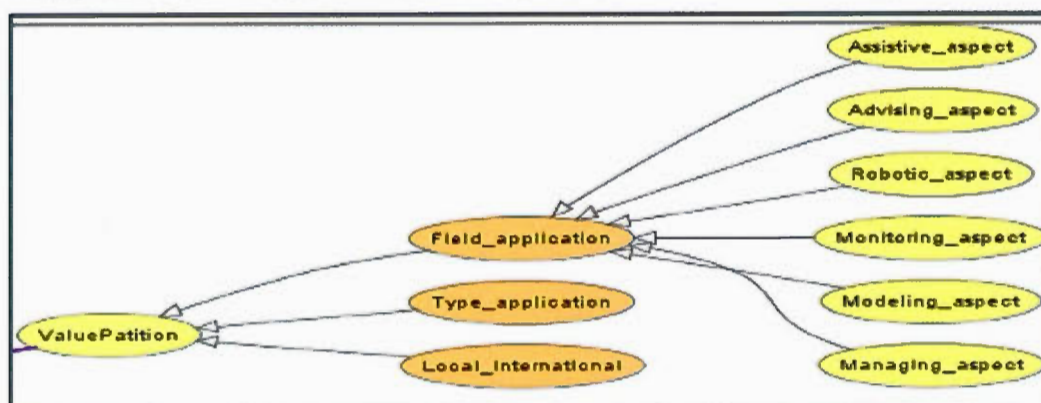 Assistive_aspect
Advising_aspect
Robotic_aspect
Field_application
Monitoring_aspect
Type_application
Modeling_aspect
ValuePatition
Local_International
Managing_aspect